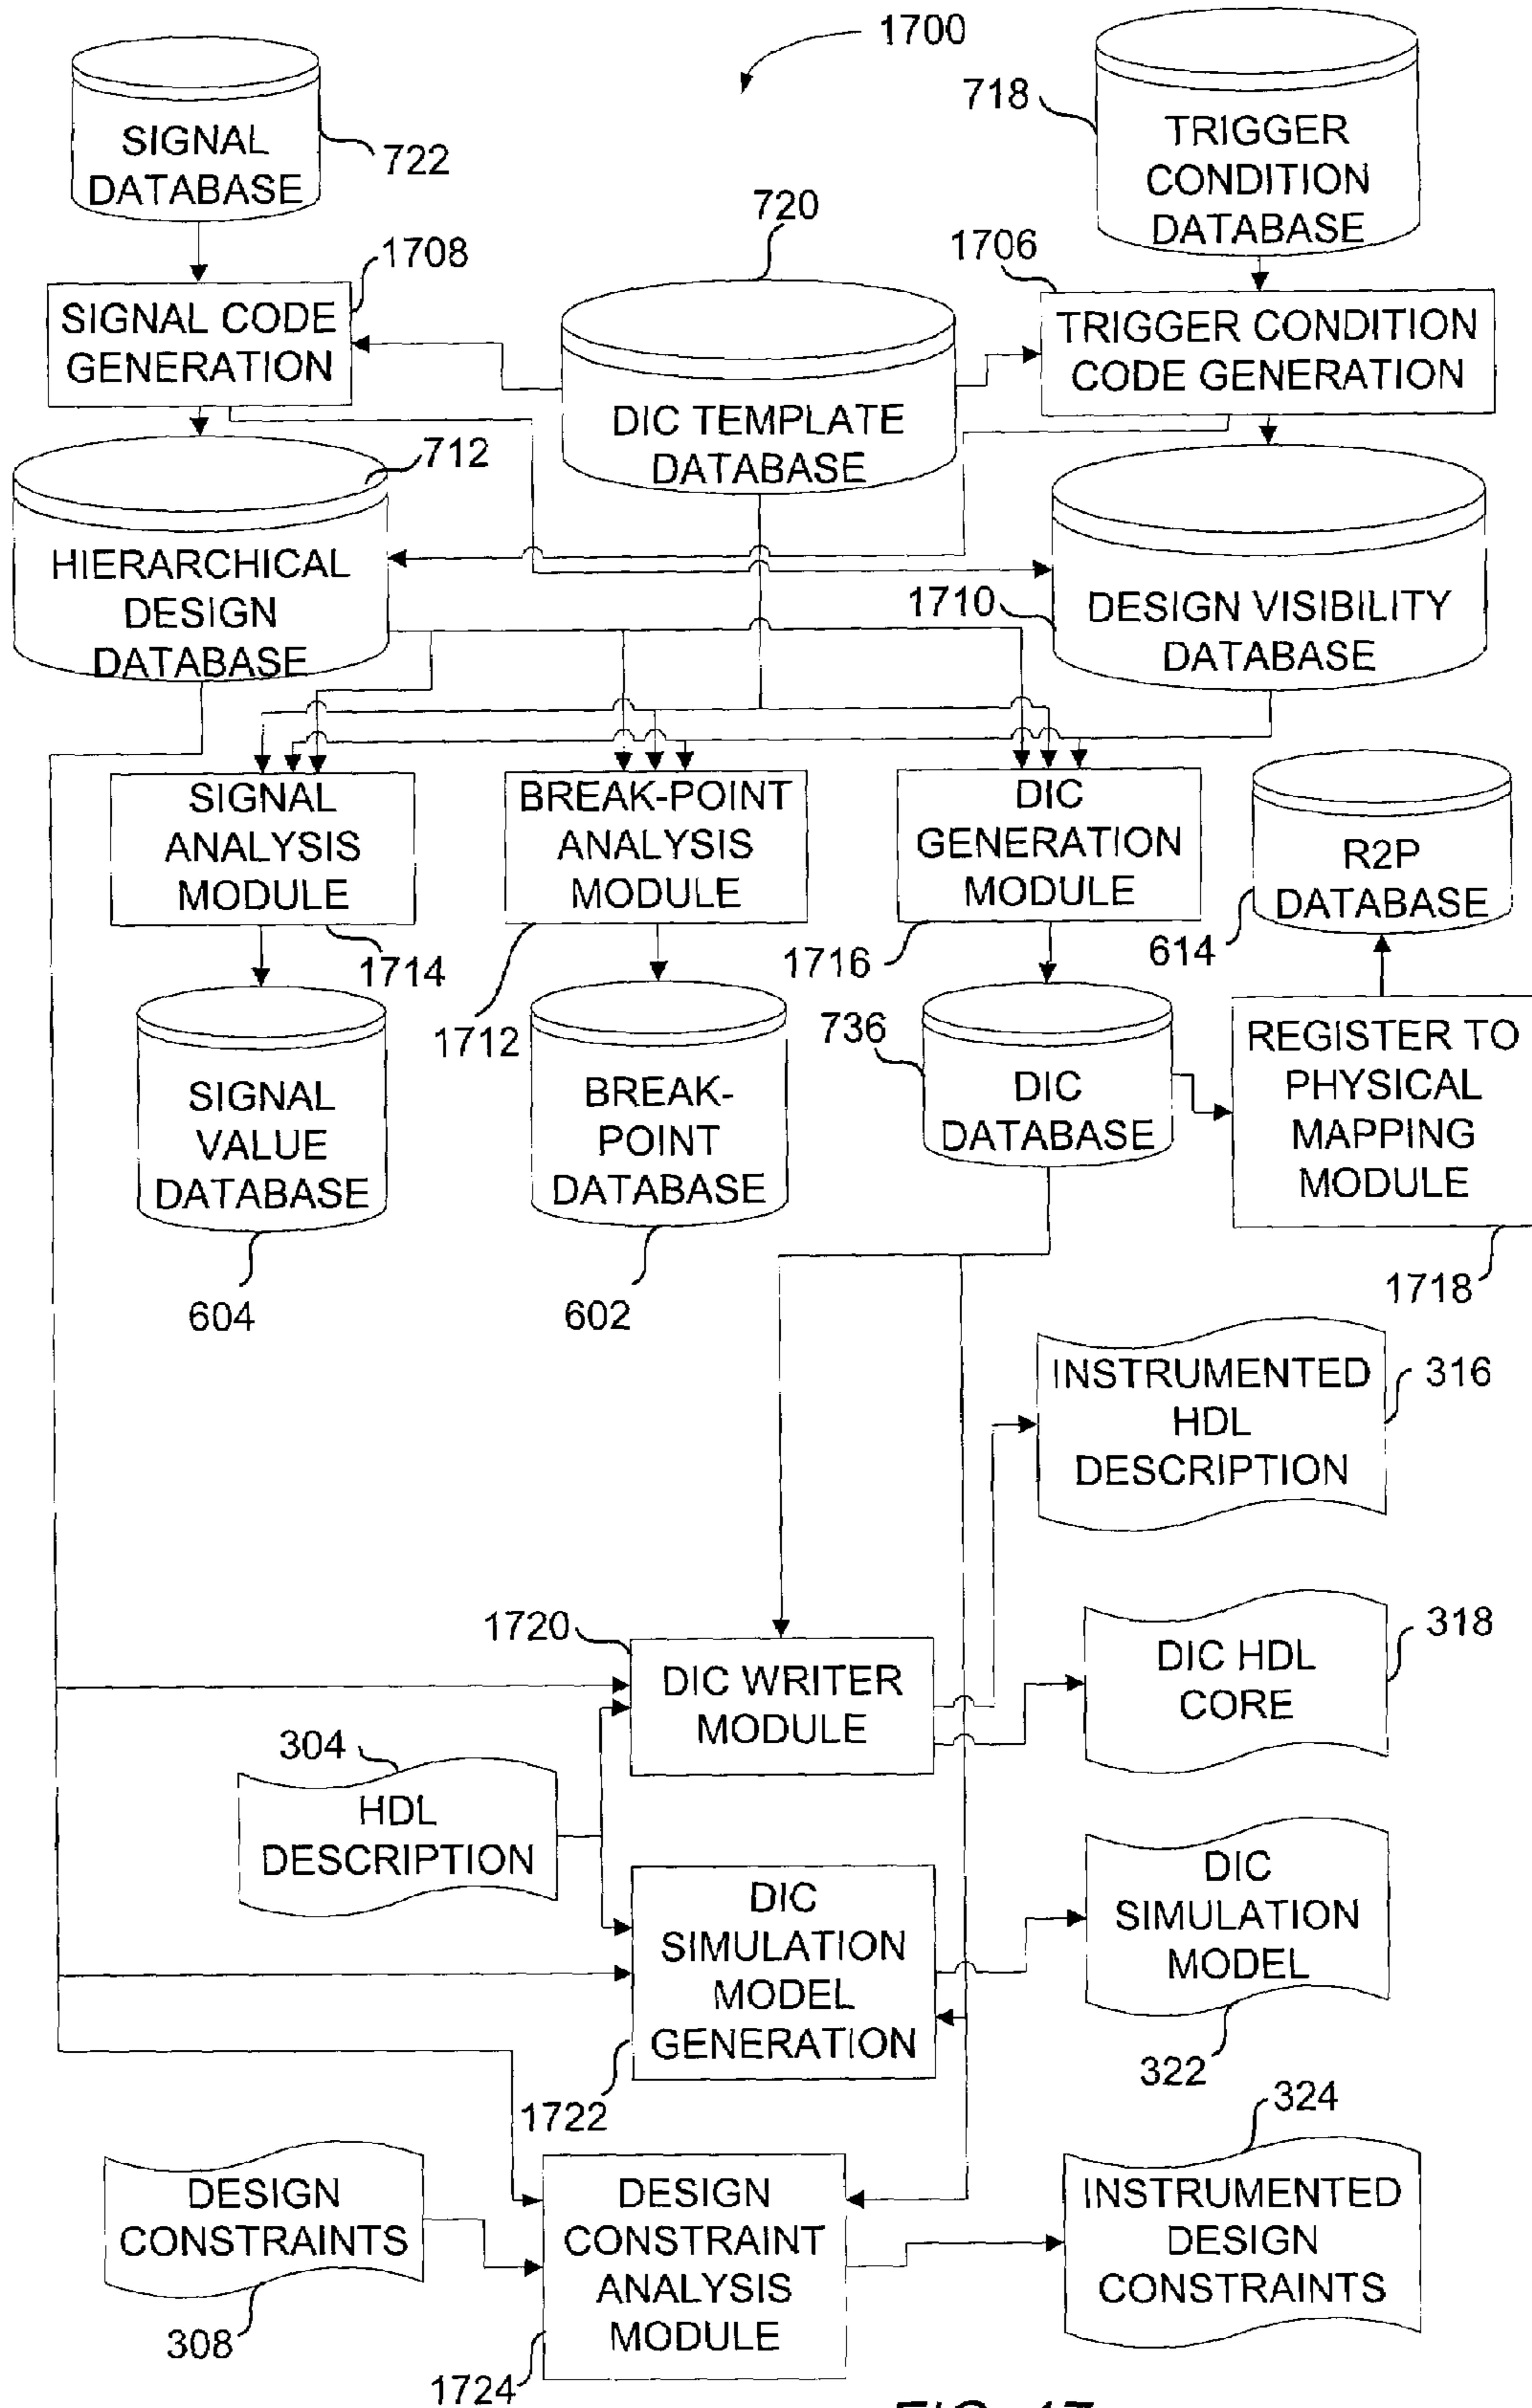 1700
SIGNAL
DATABASE
722
718
TRIGGER
CONDITION
DATABASE
720
1708
SIGNAL CODE
GENERATION
DIC TEMPLATE
DATABASE
1706
TRIGGER CONDITION
CODE GENERATION
712
HIERARCHICAL
DESIGN
DATABASE
1710
DESIGN VISIBILITY
DATABASE
SIGNAL
ANALYSIS
MODULE
1714
BREAK-POINT
ANALYSIS
MODULE
1712
DIC
GENERATION
MODULE
1716
R2P
DATABASE
614
SIGNAL
VALUE
DATABASE
604
BREAK-
POINT
DATABASE
602
736
DIC
DATABASE
REGISTER TO
PHYSICAL
MAPPING
MODULE
1718
INSTRUMENTED
HDL
DESCRIPTION
316
1720
DIC WRITER
MODULE
DIC HDL
CORE
318
304
HDL
DESCRIPTION
DIC
SIMULATION
MODEL
GENERATION
1722
DIC
SIMULATION
MODEL
322
DESIGN
CONSTRAINTS
308
DESIGN
CONSTRAINT
ANALYSIS
MODULE
1724
324
INSTRUMENTED
DESIGN
CONSTRAINTS